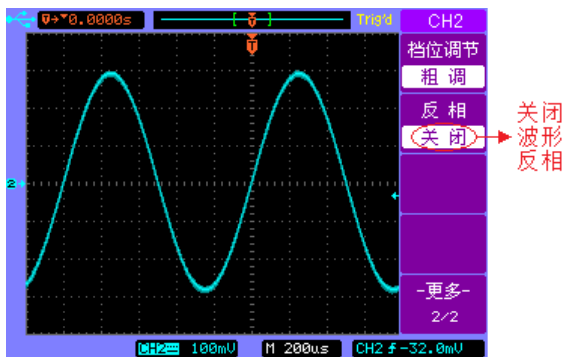 T→▼0.0000s [ T ] Trig'd CH2
T
档位调节
粗 调
反 相
关 闭
关闭
波形
反相
2
-更多-
2/2
CH2 100mV M 200us CH2 -32.0mV